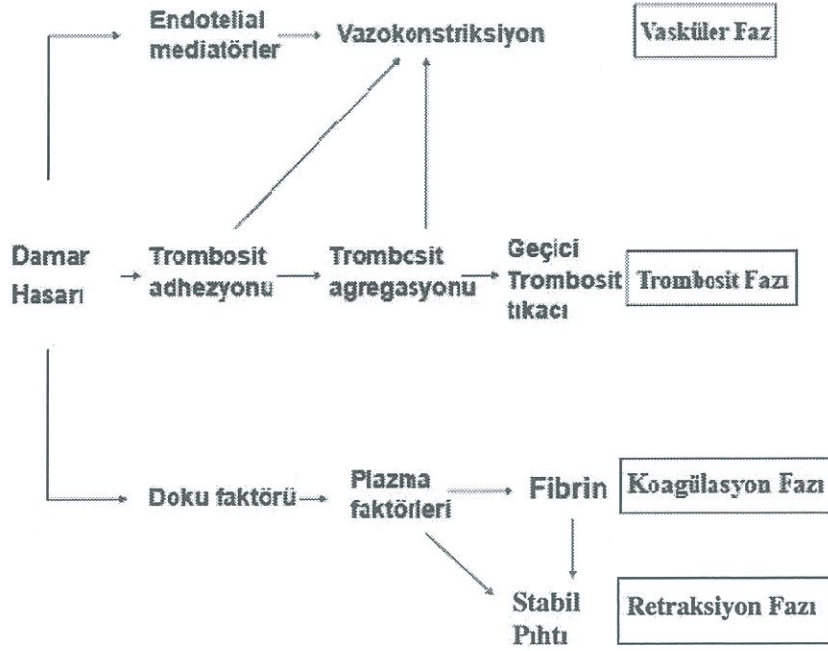 Endotelial
mediatörler
Vazokonstriksiyon
Vasküler Faz
Damar
Hasarı
Trombosit
adhezyonu
Trombcsit
agregasyonu
Geçici
Trombosit
tıkacı
Trombosit Fazı
Doku faktörü
Plazma
faktörleri
Fibrin
Koagülasyon Fazı
Stabil
Pıhtı
Retraksiyon Fazı